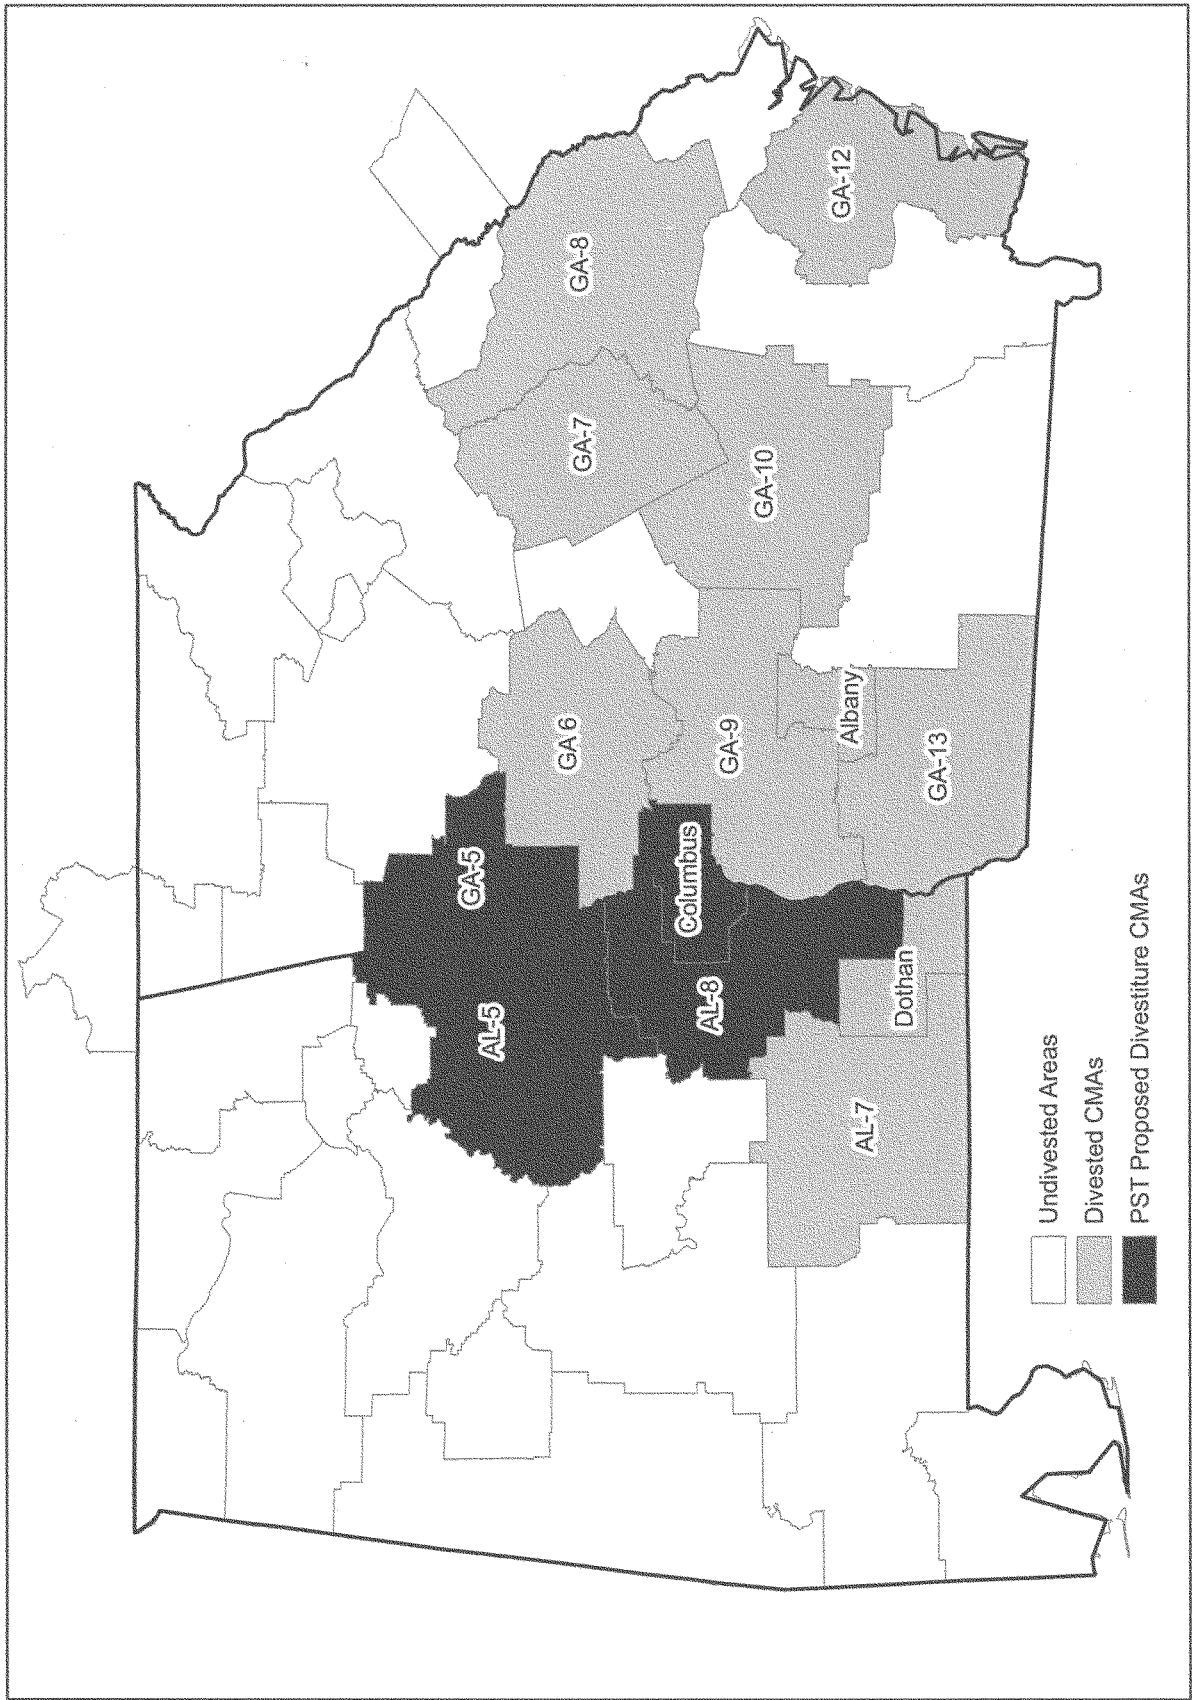 GA-5
AL-5
GA 6
GA-7
GA-8
Columbus
AL-8
GA-9
GA-10
GA-12
Albany
Dothan
AL-7
GA-13
Undivested Areas
Divested CMAs
PST Proposed Divestiture CMAs